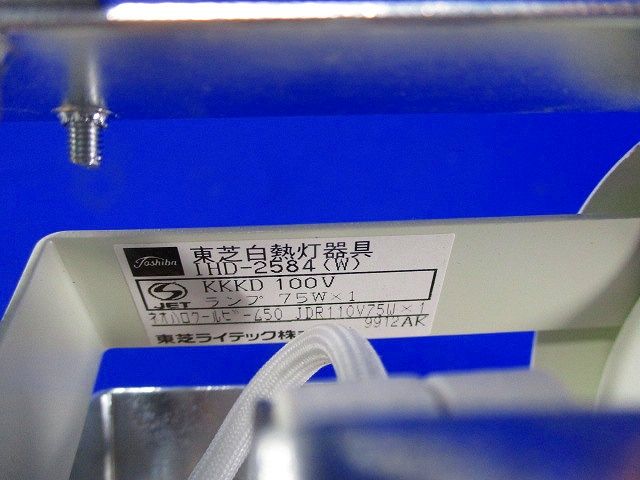 Toshiba 東芝白熱灯器具
IHD-2584(W)
JET KKKD 100V
ランプ 75W×1
ネオハロクールビーム50 JDR110V75W×1
9912AK
東芝ライテック株